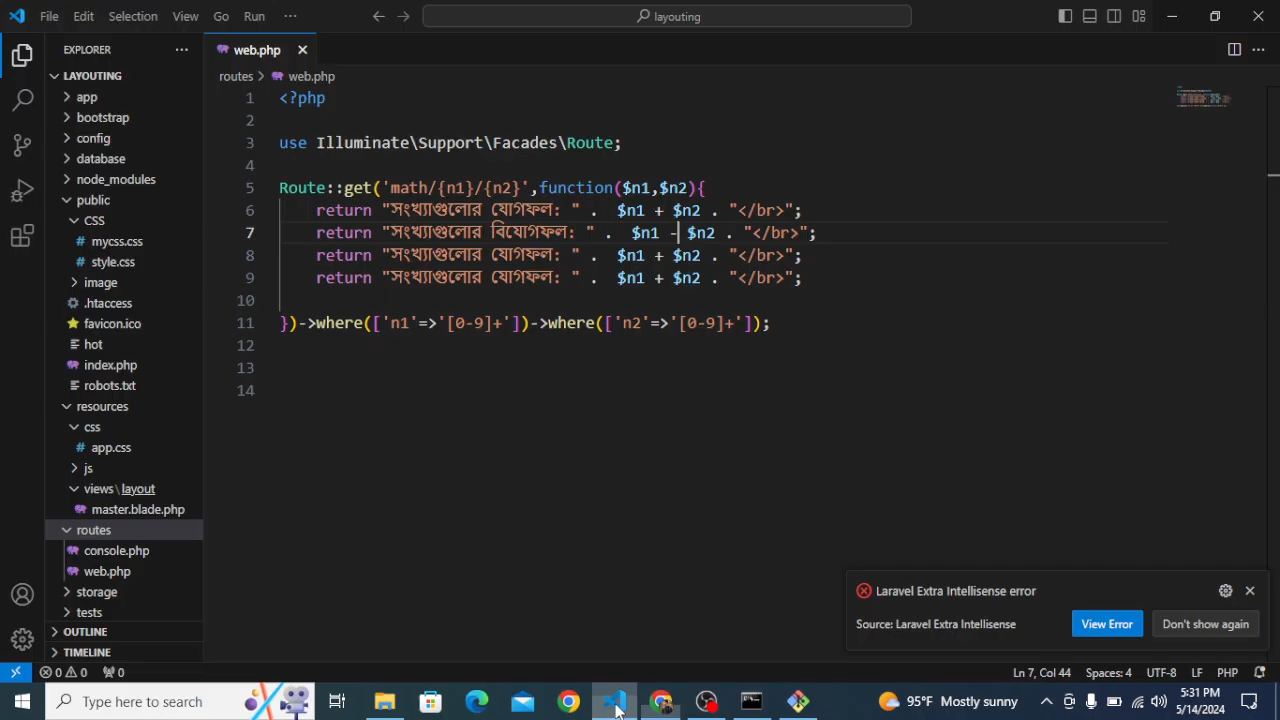 File Edit Selection View Go Run ··· layouting
EXPLORER ···
web.php
LAYOUTING
routes > web.php
app
bootstrap
config
database
node_modules
public
CSS
mycss.css
style.css
image
.htaccess
favicon.ico
hot
index.php
robots.txt
resources
css
app.css
js
views\layout
master.blade.php
routes
console.php
web.php
storage
tests
OUTLINE
TIMELINE
1 <?php
2
3 use Illuminate\Support\Facades\Route;
4
5 Route::get('math/{n1}/{n2}',function($n1,$n2){
6 return "সংখ্যাগুলোর যোগফল: " . $n1 + $n2 . "</br>";
7 return "সংখ্যাগুলোর বিযোগফল: " . $n1 - $n2 . "</br>";
8 return "সংখ্যাগুলোর যোগফল: " . $n1 + $n2 . "</br>";
9 return "সংখ্যাগুলোর যোগফল: " . $n1 + $n2 . "</br>";
10
11 })->where(['n1'=>'[0-9]+'])->where(['n2'=>'[0-9]+']);
12
13
14
Laravel Extra Intellisense error
Source: Laravel Extra Intellisense View Error Don't show again
0 0 0 Ln 7, Col 44 Spaces: 4 UTF-8 LF PHP
Type here to search 95°F Mostly sunny 5:31 PM
5/14/2024